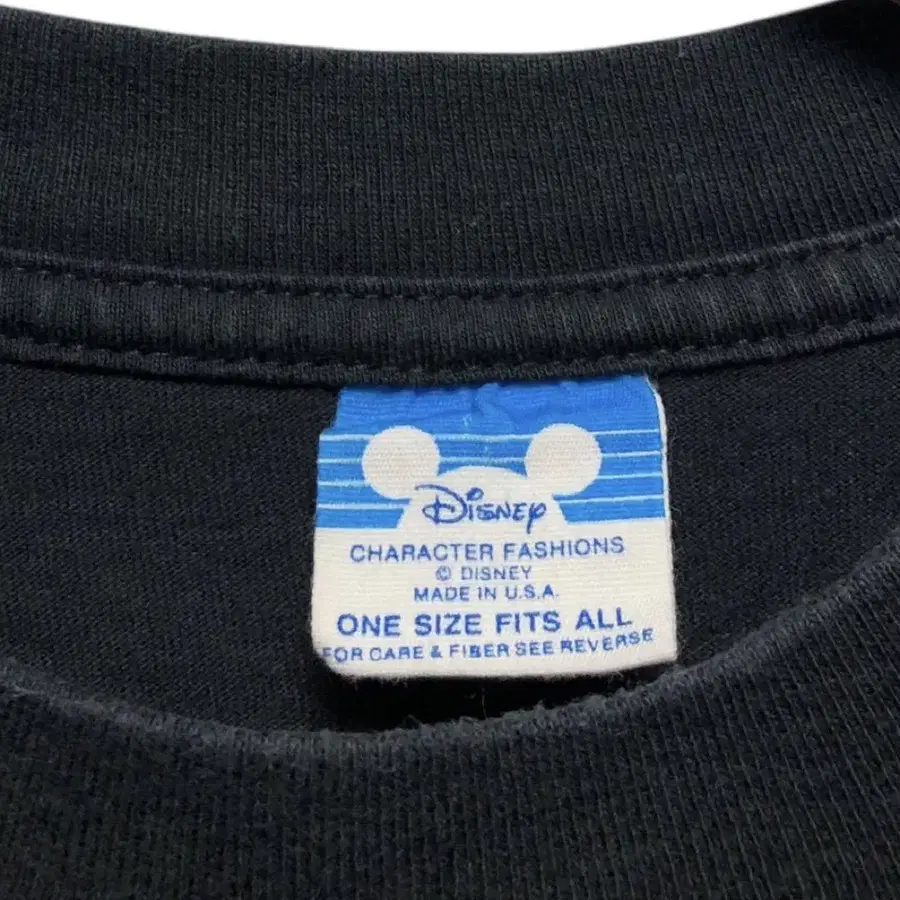 Disney
CHARACTER FASHIONS
© DISNEY
MADE IN U.S.A.
ONE SIZE FITS ALL
FOR CARE & FIBER SEE REVERSE